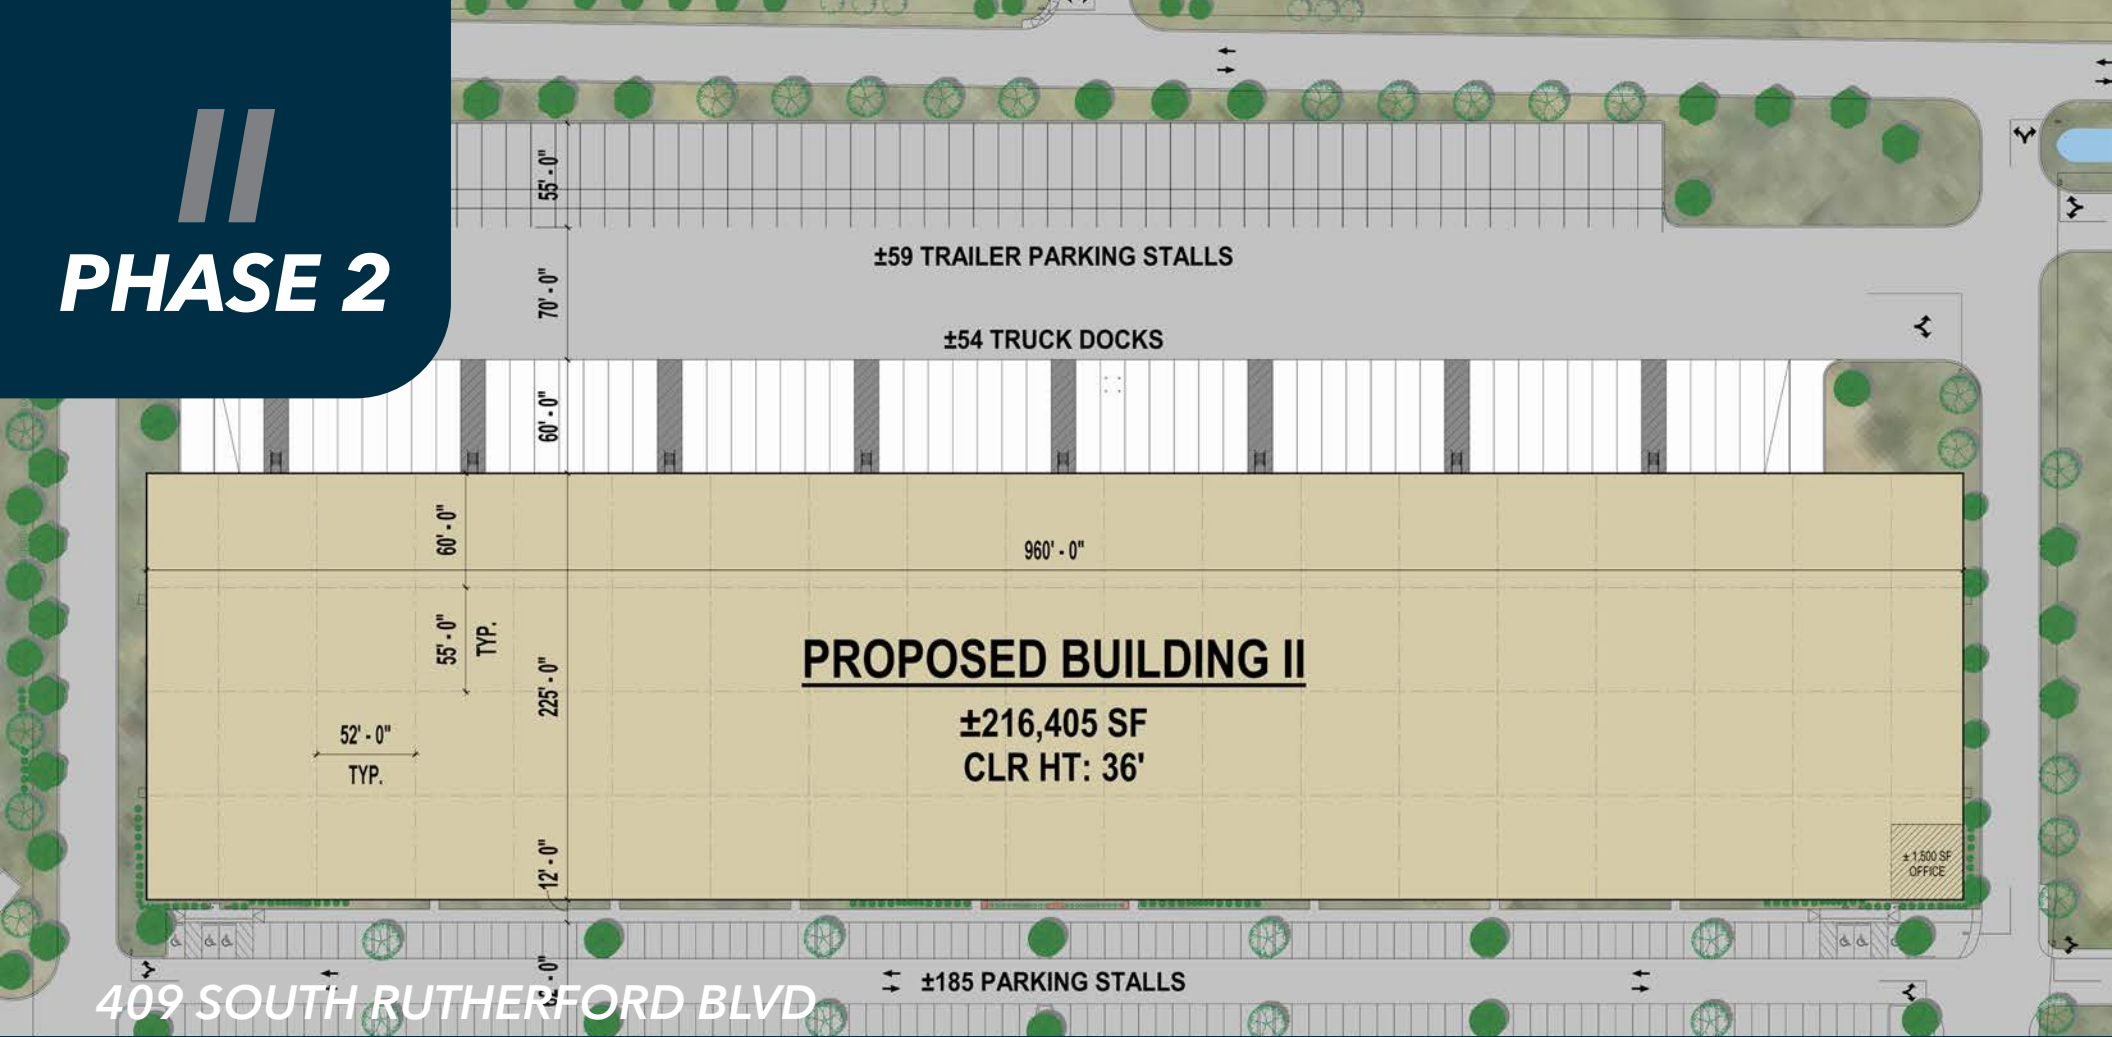 II
PHASE 2
55' - 0"
±59 TRAILER PARKING STALLS
70' - 0"
±54 TRUCK DOCKS
60' - 0"
60' - 0"
960' - 0"
55' - 0"
TYP.
225' - 0"
PROPOSED BUILDING II
±216,405 SF
CLR HT: 36'
52' - 0"
TYP.
12' - 0"
± 1,500 SF
OFFICE
±185 PARKING STALLS
409 SOUTH RUTHERFORD BLVD